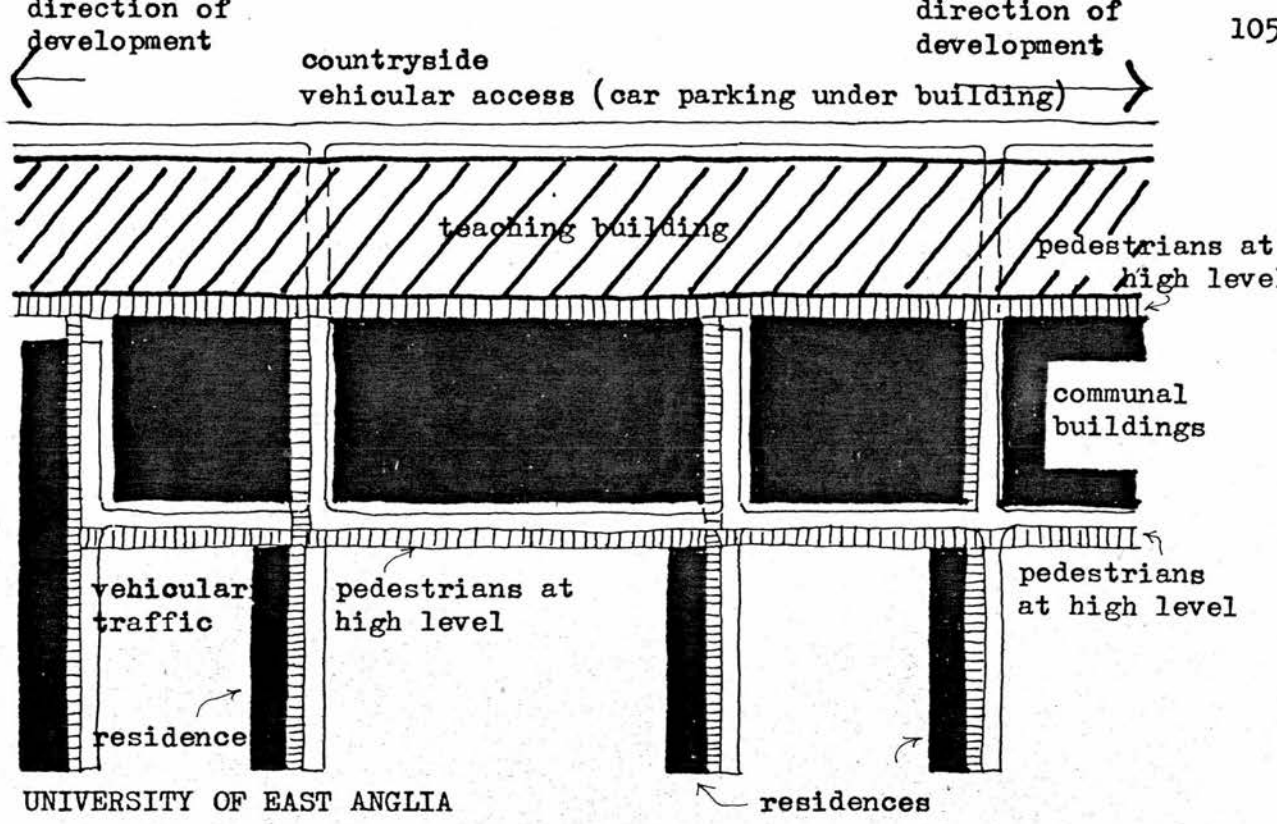 direction of
development
direction of
development
105
countryside
vehicular access (car parking under building)
teaching building
pedestrians at
high level
communal
buildings
vehicular
traffic
pedestrians at
high level
pedestrians
at high level
residence
residences
UNIVERSITY OF EAST ANGLIA